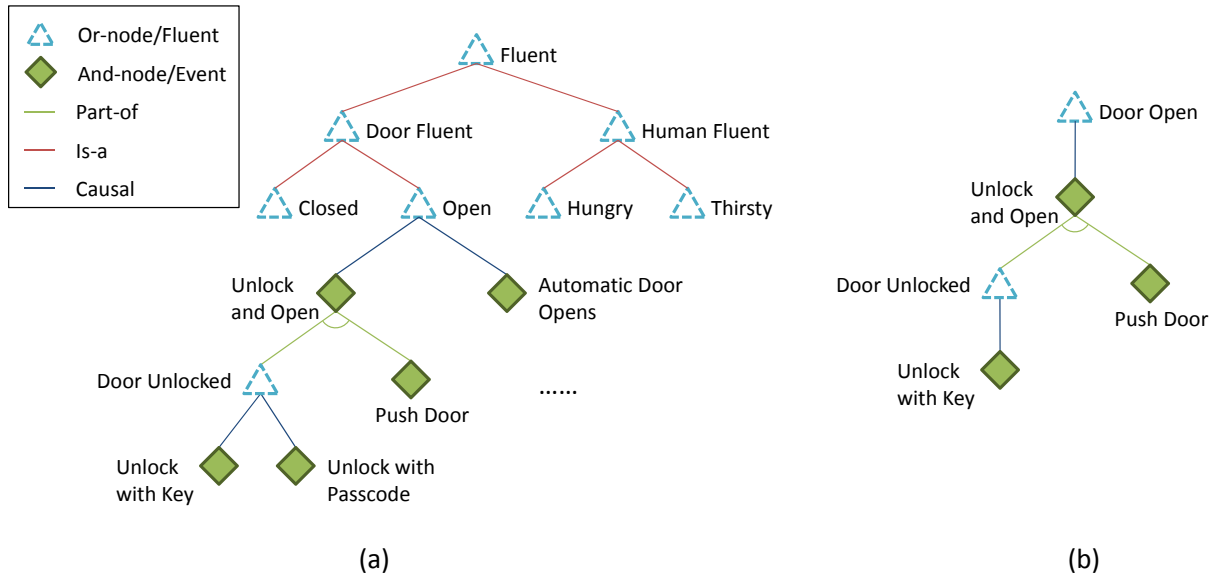 Or-node/Fluent
And-node/Event
Part-of
Is-a
Causal
Fluent
Door Fluent
Human Fluent
Closed
Open
Hungry
Thirsty
Unlock
and Open
Automatic Door
Opens
Door Unlocked
Push Door
......
Unlock
with Key
Unlock with
Passcode
(a)
Door Open
Unlock
and Open
Door Unlocked
Push Door
Unlock
with Key
(b)